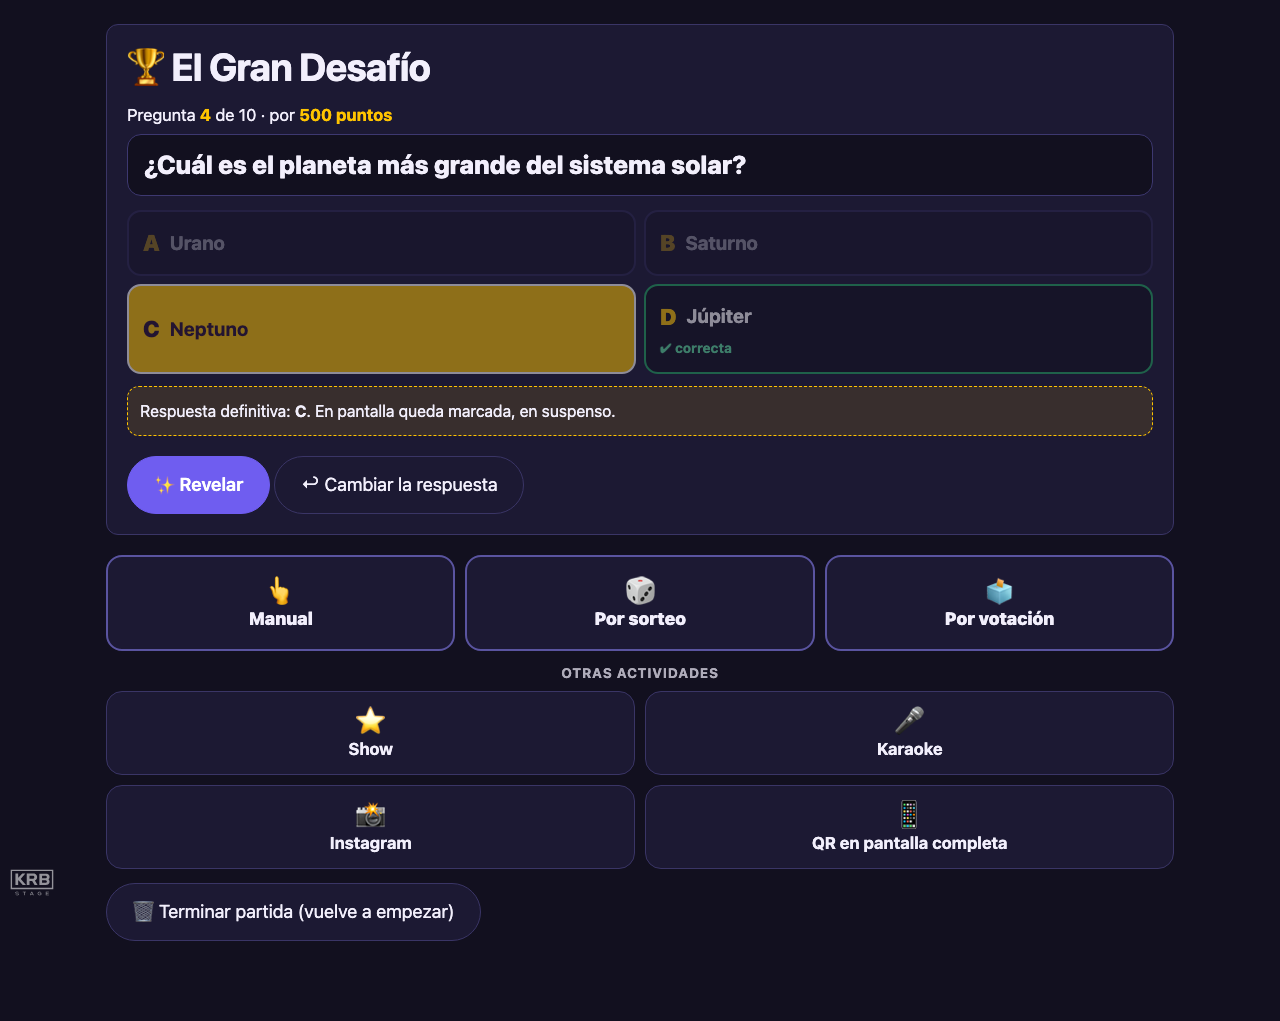 🏆 El Gran Desafío
Pregunta 4 de 10 · por 500 puntos
¿Cuál es el planeta más grande del sistema solar?
A Urano
B Saturno
C Neptuno
D Júpiter
✔ correcta
Respuesta definitiva: C. En pantalla queda marcada, en suspenso.
✨ Revelar
↩ Cambiar la respuesta
Manual
Por sorteo
Por votación
OTRAS ACTIVIDADES
Show
Karaoke
Instagram
QR en pantalla completa
KRB
STAGE
🗑️ Terminar partida (vuelve a empezar)